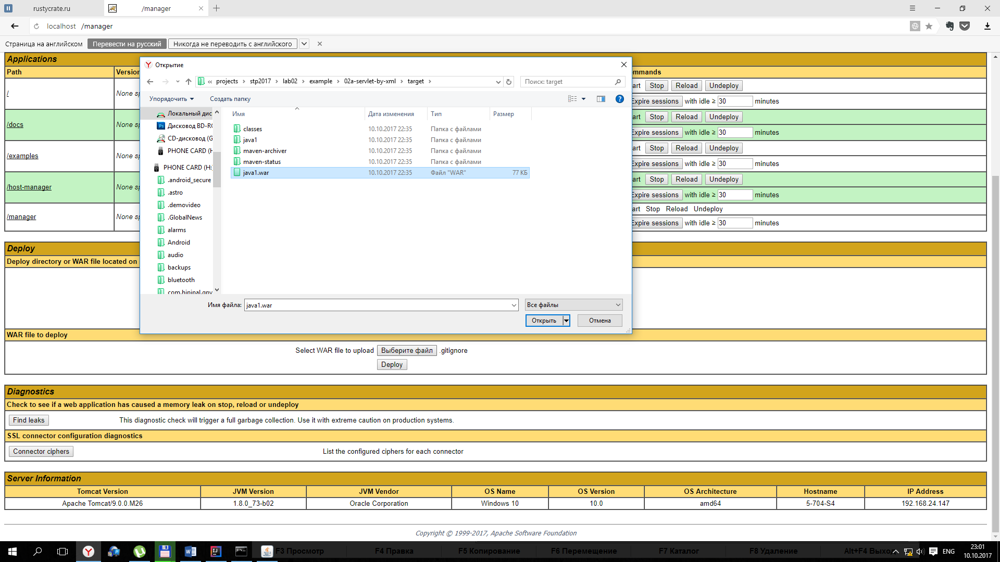 rustycrate.ru
/manager
localhost /manager
Страница на английском
Перевести на русский
Никогда не переводить с английского
Applications
Path
Version
mmands
/
None sp
art Stop Reload Undeploy
Expire sessions with idle ≥ 30 minutes
/docs
None sp
art Stop Reload Undeploy
Expire sessions with idle ≥ 30 minutes
/examples
None sp
art Stop Reload Undeploy
Expire sessions with idle ≥ 30 minutes
/host-manager
None sp
art Stop Reload Undeploy
Expire sessions with idle ≥ 30 minutes
/manager
None sp
art Stop Reload Undeploy
Expire sessions with idle ≥ 30 minutes
Открытие
« projects › stp2017 › lab02 › example › 02a-servlet-by-xml › target ›
Поиск: target
Упорядочить
Создать папку
Локальный дис
Дисковод BD-RO
CD-дисковод (G
PHONE CARD (H
PHONE CARD (H:)
.android_secure
.astro
.demovideo
.GlobalNews
alarms
Android
audio
backups
bluetooth
com.hipipal.qpy
Имя Дата изменения Тип Размер
classes 10.10.2017 22:35 Папка с файлами
java1 10.10.2017 22:35 Папка с файлами
maven-archiver 10.10.2017 22:35 Папка с файлами
maven-status 10.10.2017 22:35 Папка с файлами
java1.war 10.10.2017 22:35 Файл "WAR" 77 КБ
Имя файла: java1.war
Все файлы
Открыть
Отмена
Deploy
Deploy directory or WAR file located on
WAR file to deploy
Select WAR file to upload Выберите файл .gitignore
Deploy
Diagnostics
Check to see if a web application has caused a memory leak on stop, reload or undeploy
Find leaks
This diagnostic check will trigger a full garbage collection. Use it with extreme caution on production systems.
SSL connector configuration diagnostics
Connector ciphers
List the configured ciphers for each connector
Server Information
Tomcat Version JVM Version JVM Vendor OS Name OS Version OS Architecture Hostname IP Address
Apache Tomcat/9.0.0.M26 1.8.0_73-b02 Oracle Corporation Windows 10 10.0 amd64 5-704-S4 192.168.24.147
Copyright © 1999-2017, Apache Software Foundation
F3 Просмотр
F4 Правка
F5 Копирование
F6 Перемещение
F7 Каталог
F8 Удаление
Alt+F4 Выход
ENG
23:01
10.10.2017